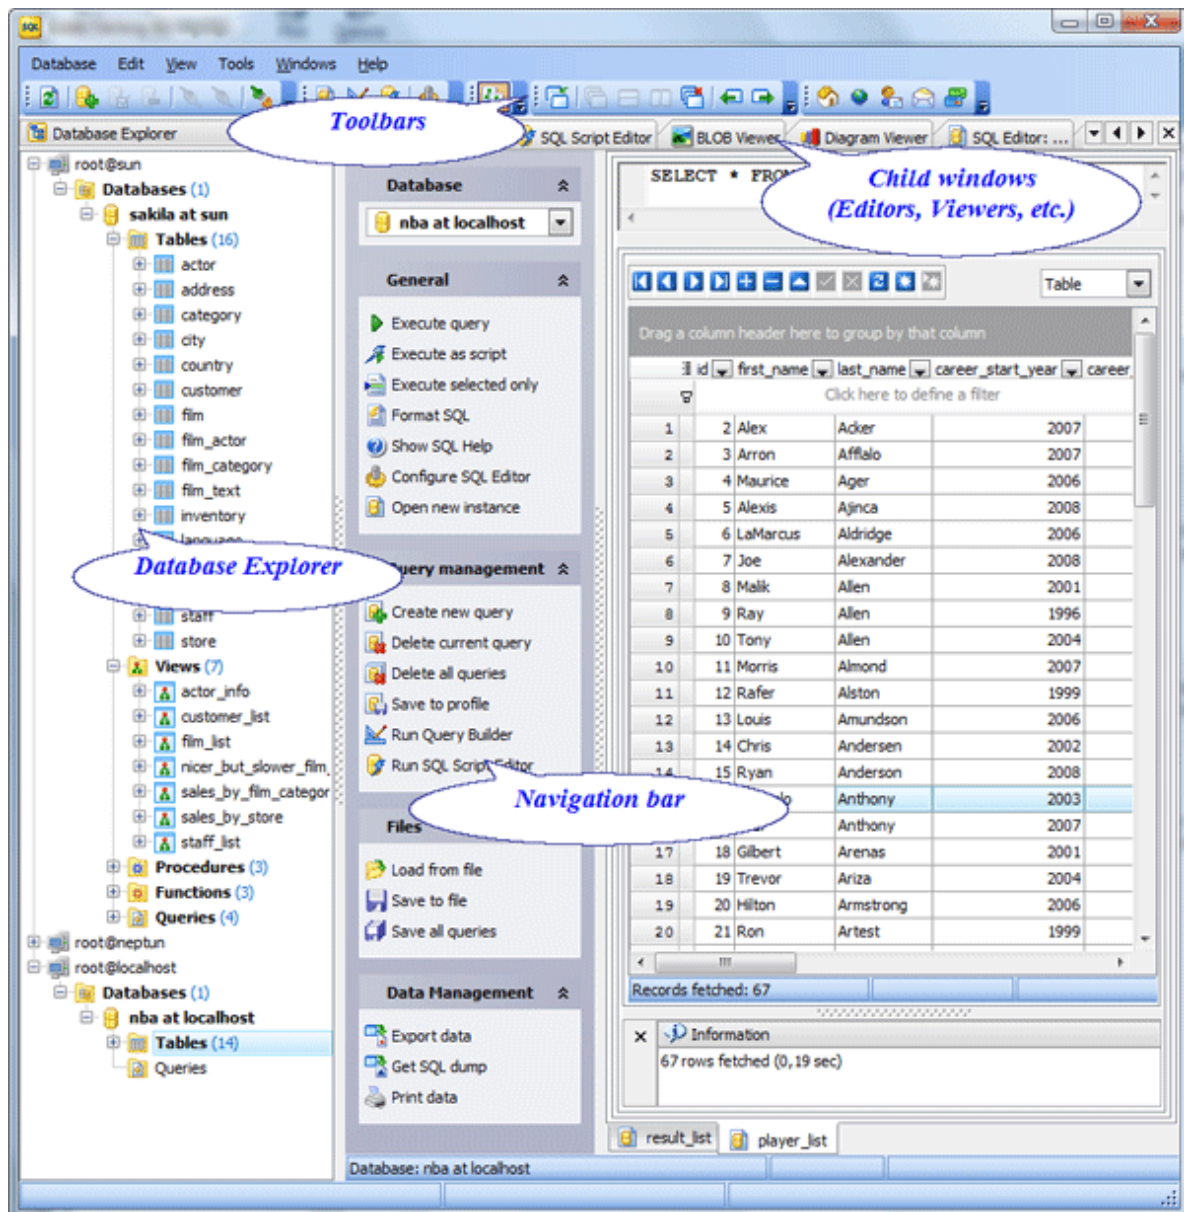 SQL
Database Edit View Tools Windows Help
Toolbars
Database Explorer
SQL Script Editor
BLOB Viewer
Diagram Viewer
SQL Editor: ...
Child windows
(Editors, Viewers, etc.)
root@sun
Databases (1)
sakila at sun
Tables (16)
actor
address
category
city
country
customer
film
film_actor
film_category
film_text
inventory
language
Database Explorer
staff
store
Views (7)
actor_info
customer_list
film_list
nicer_but_slower_film_
sales_by_film_categor
sales_by_store
staff_list
Procedures (3)
Functions (3)
Queries (4)
root@neptun
root@localhost
Databases (1)
nba at localhost
Tables (14)
Queries
Database
nba at localhost
General
Execute query
Execute as script
Execute selected only
Format SQL
Show SQL Help
Configure SQL Editor
Open new instance
Query management
Create new query
Delete current query
Delete all queries
Save to profile
Run Query Builder
Run SQL Script Editor
Navigation bar
Files
Load from file
Save to file
Save all queries
Data Management
Export data
Get SQL dump
Print data
SELECT * FROM
Table
Drag a column header here to group by that column
id first_name last_name career_start_year career_
Click here to define a filter
1 2 Alex Acker 2007
2 3 Arron Afflalo 2007
3 4 Maurice Ager 2006
4 5 Alexis Ajinca 2008
5 6 LaMarcus Aldridge 2006
6 7 Joe Alexander 2008
7 8 Malik Allen 2001
8 9 Ray Allen 1996
9 10 Tony Allen 2004
10 11 Morris Almond 2007
11 12 Rafer Alston 1999
12 13 Louis Amundson 2006
13 14 Chris Andersen 2002
14 15 Ryan Anderson 2008
Anthony 2003
Anthony 2007
17 18 Gilbert Arenas 2001
18 19 Trevor Ariza 2004
19 20 Hilton Armstrong 2006
20 21 Ron Artest 1999
Records fetched: 67
Information
67 rows fetched (0,19 sec)
result_list player_list
Database: nba at localhost